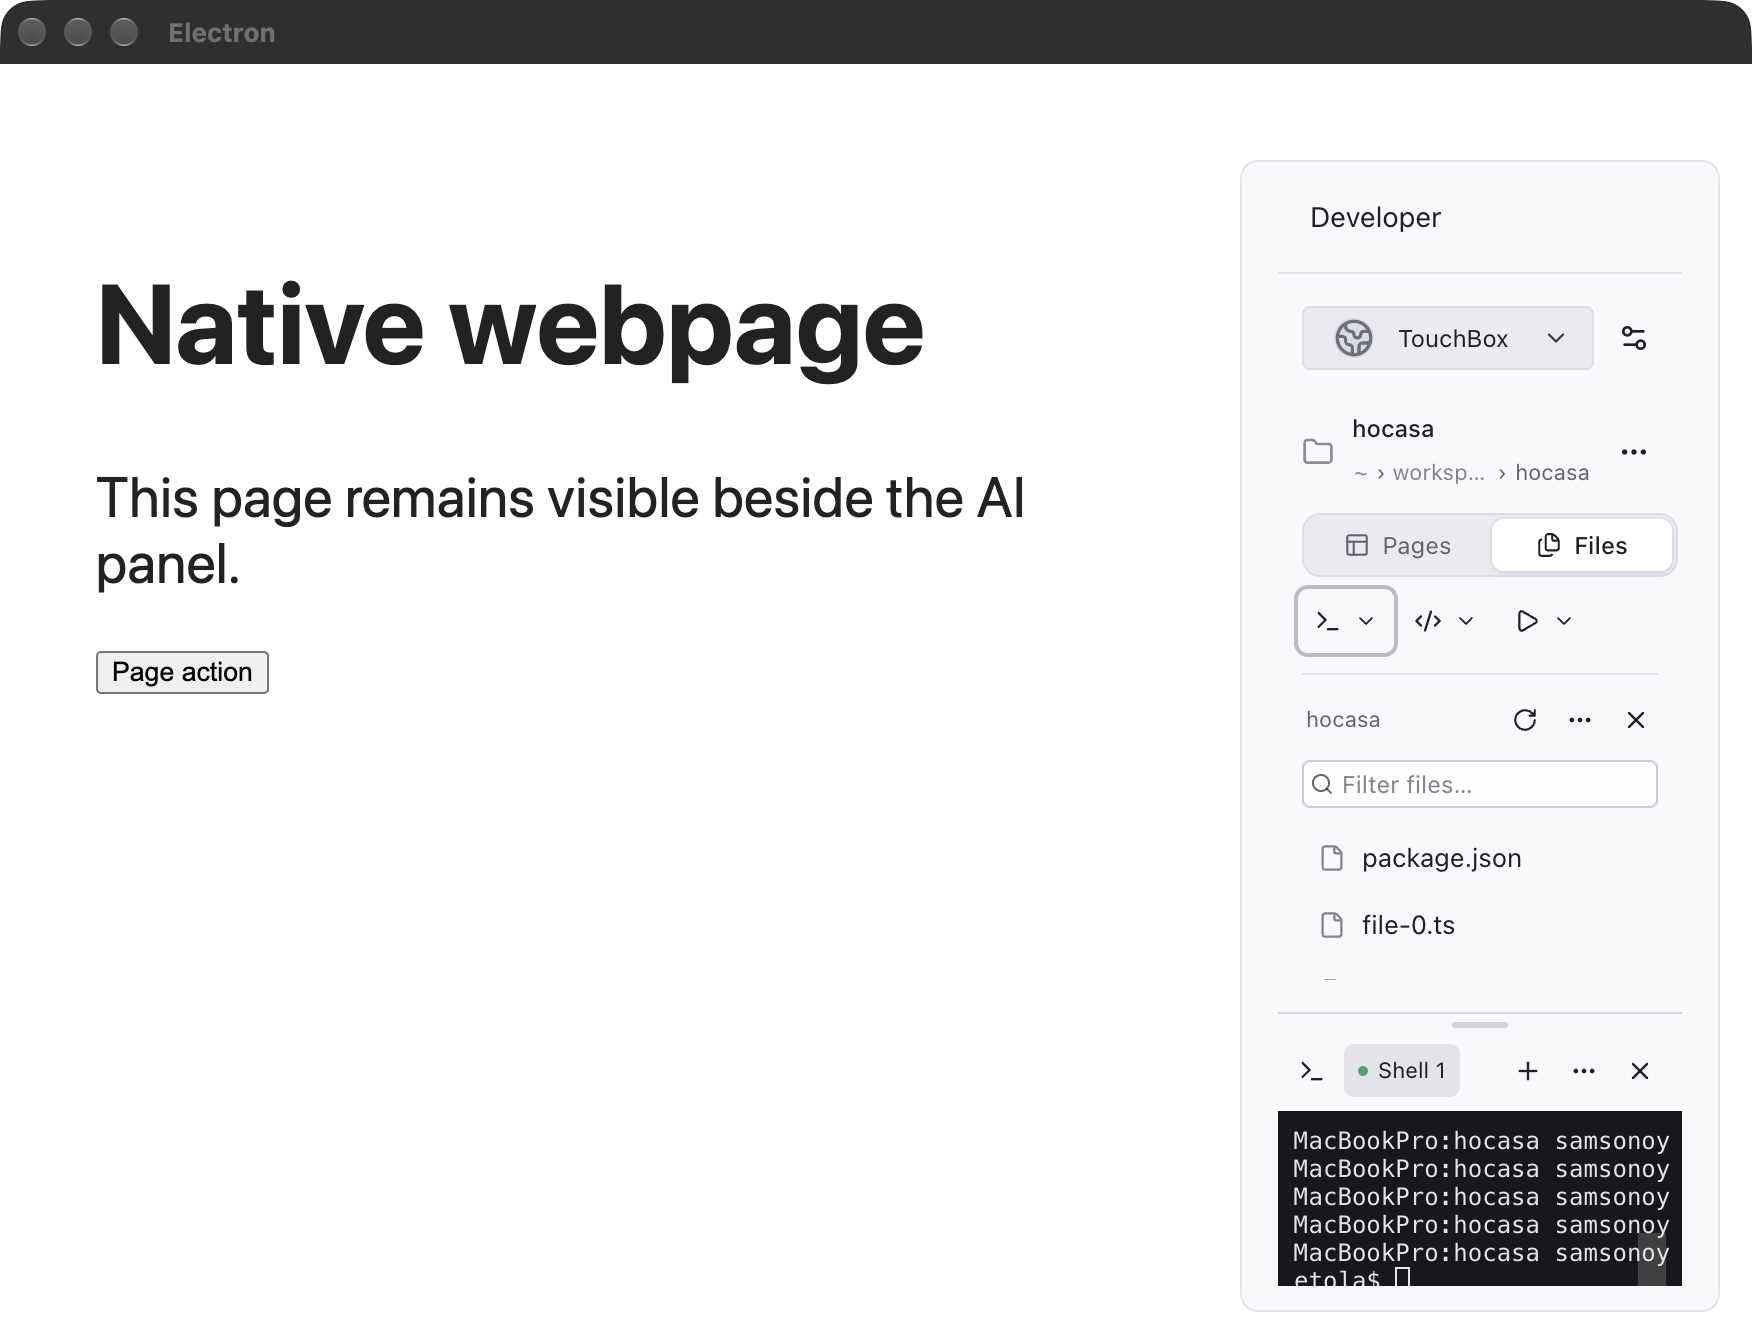 Electron
Native webpage
This page remains visible beside the AI
panel.
Page action
Developer
TouchBox
hocasa
~ › worksp... › hocasa
Pages Files
hocasa
Filter files...
package.json
file-0.ts
Shell 1
MacBookPro:hocasa samsonoy
MacBookPro:hocasa samsonoy
MacBookPro:hocasa samsonoy
MacBookPro:hocasa samsonoy
MacBookPro:hocasa samsonoy
etola$